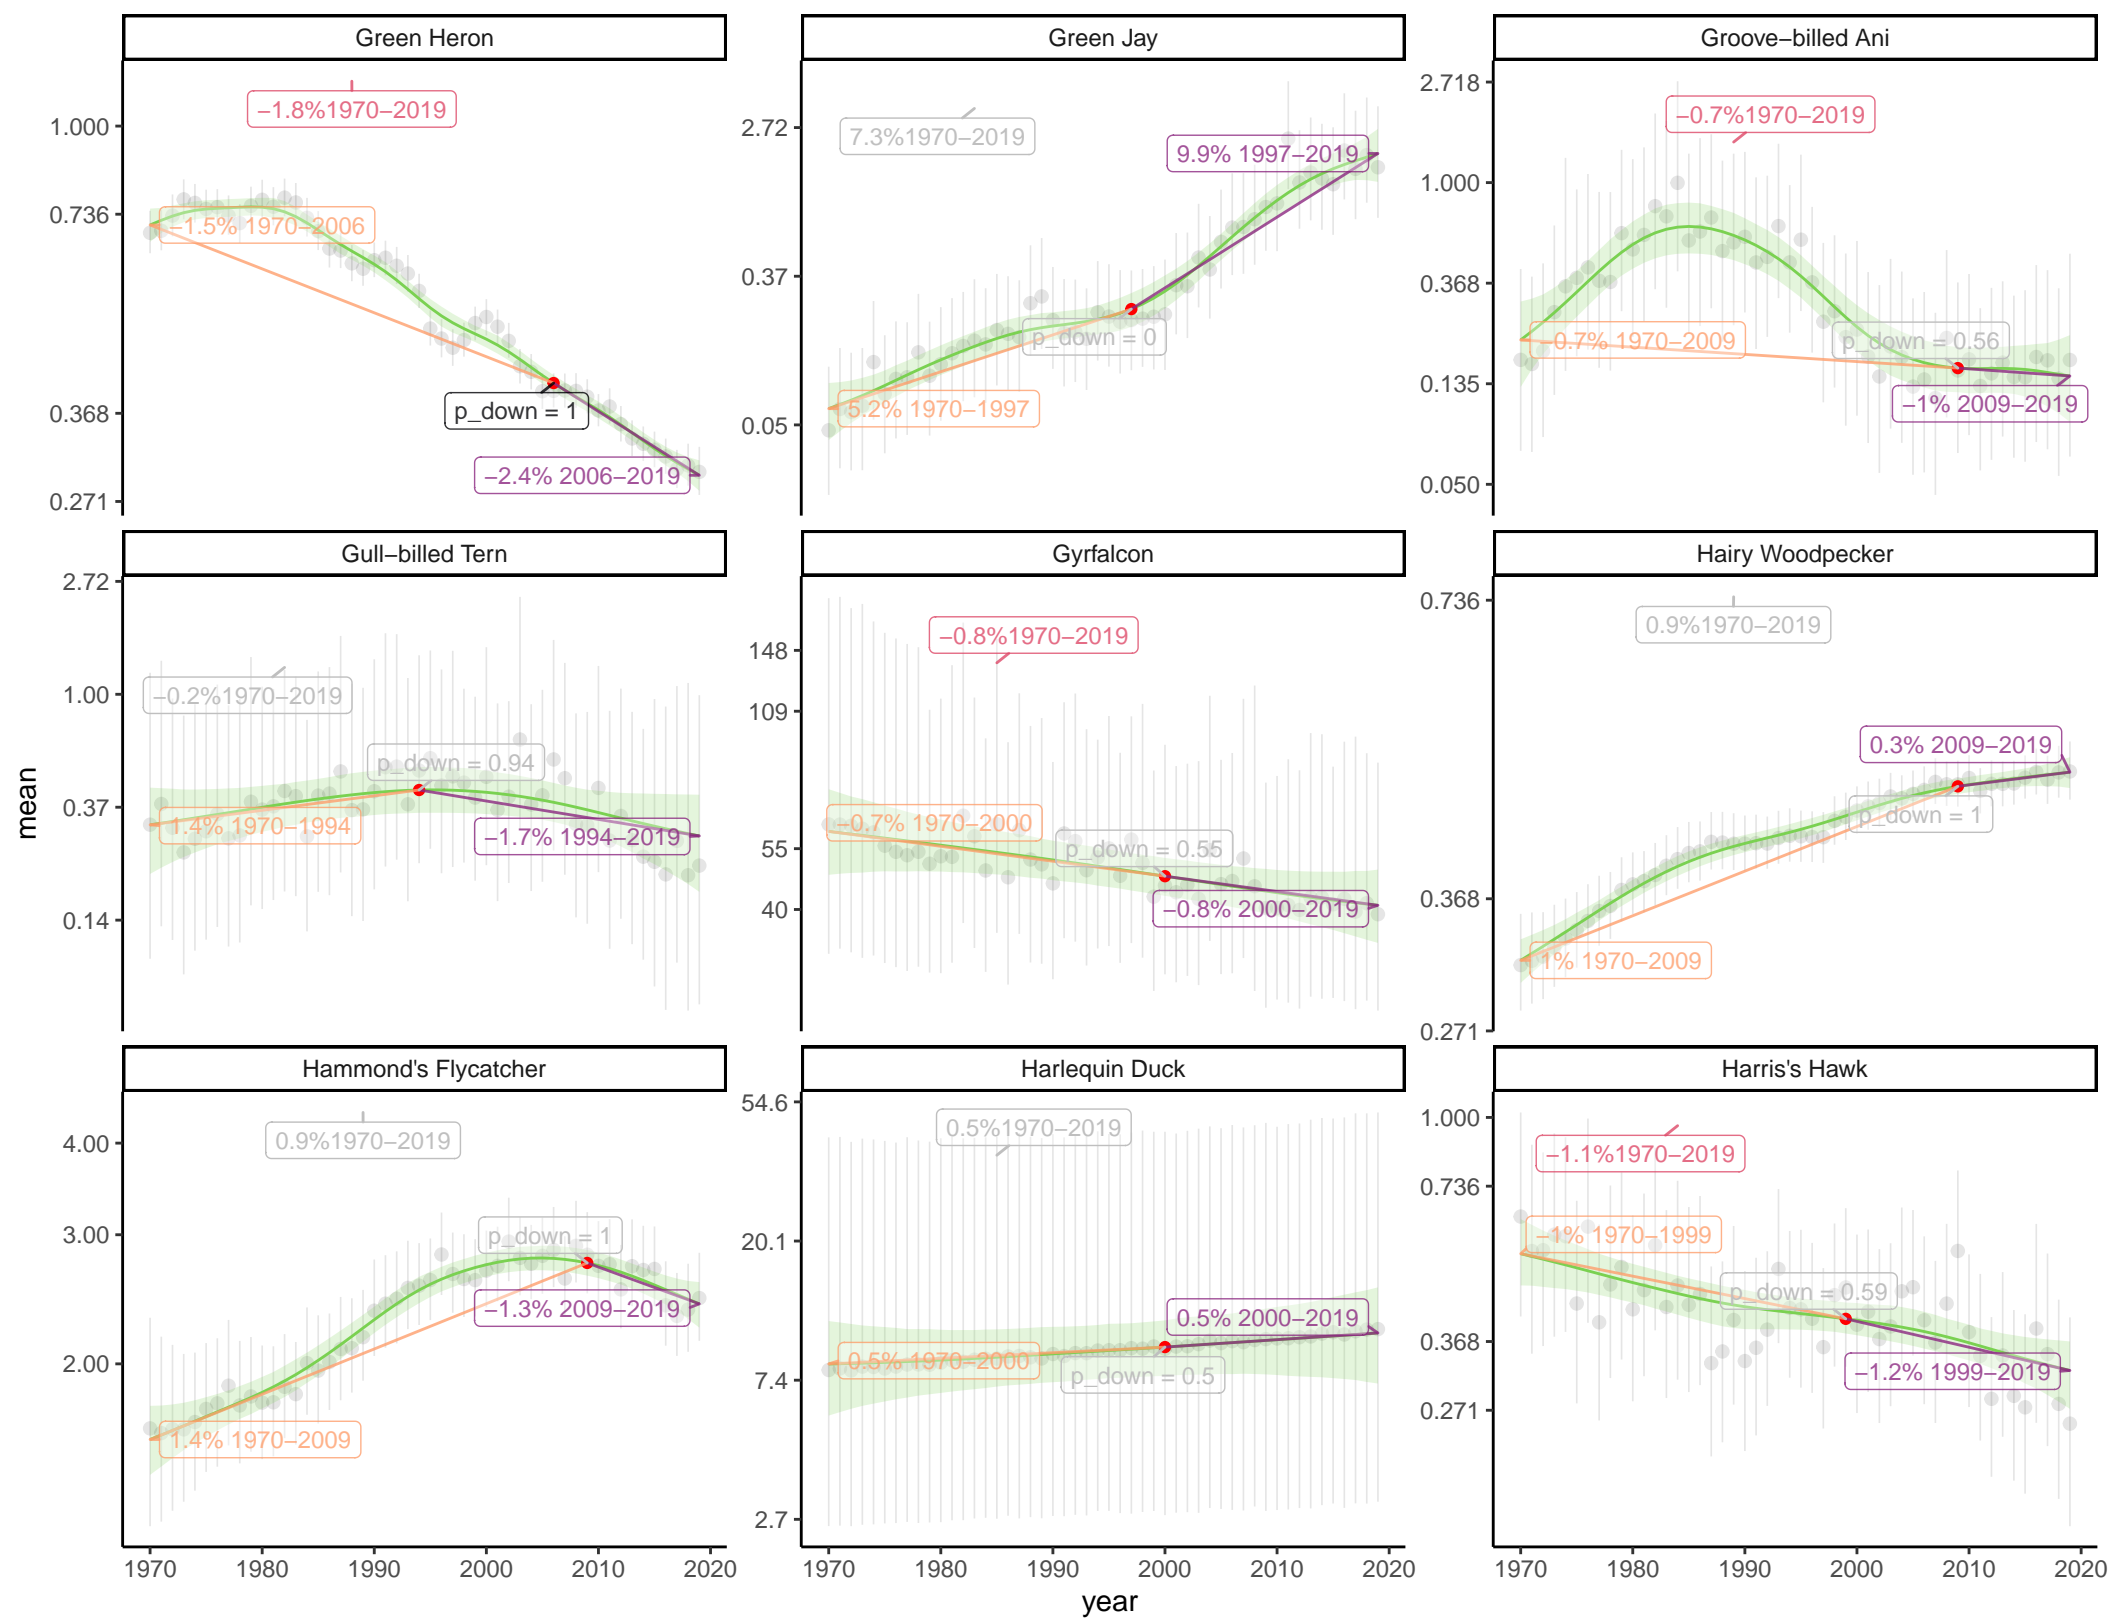 Green Heron
Green Jay
Groove−billed Ani
−1.8%1970−2019
1.000
0.736
0.368
0.271
−1.5% 1970−2006
p_down = 1
−2.4% 2006−2019
7.3%1970−2019
2.72
0.37
0.05
9.9% 1997−2019
p_down = 0
5.2% 1970−1997
2.718
1.000
0.368
0.135
0.050
−0.7%1970−2019
−0.7% 1970−2009
p_down = 0.56
−1% 2009−2019
Gull−billed Tern
Gyrfalcon
Hairy Woodpecker
mean
2.72
1.00
0.37
0.14
−0.2%1970−2019
p_down = 0.94
1.4% 1970−1994
−1.7% 1994−2019
148
109
55
40
−0.8%1970−2019
−0.7% 1970−2000
p_down = 0.55
−0.8% 2000−2019
0.736
0.368
0.271
0.9%1970−2019
0.3% 2009−2019
p_down = 1
1% 1970−2009
Hammond's Flycatcher
Harlequin Duck
Harris's Hawk
4.00
3.00
2.00
0.9%1970−2019
p_down = 1
−1.3% 2009−2019
1.4% 1970−2009
54.6
20.1
7.4
2.7
0.5%1970−2019
0.5% 2000−2019
0.5% 1970−2000
p_down = 0.5
1.000
0.736
0.368
0.271
−1.1%1970−2019
−1% 1970−1999
p_down = 0.59
−1.2% 1999−2019
1970 1980 1990 2000 2010 2020
1970 1980 1990 2000 2010 2020
1970 1980 1990 2000 2010 2020
year